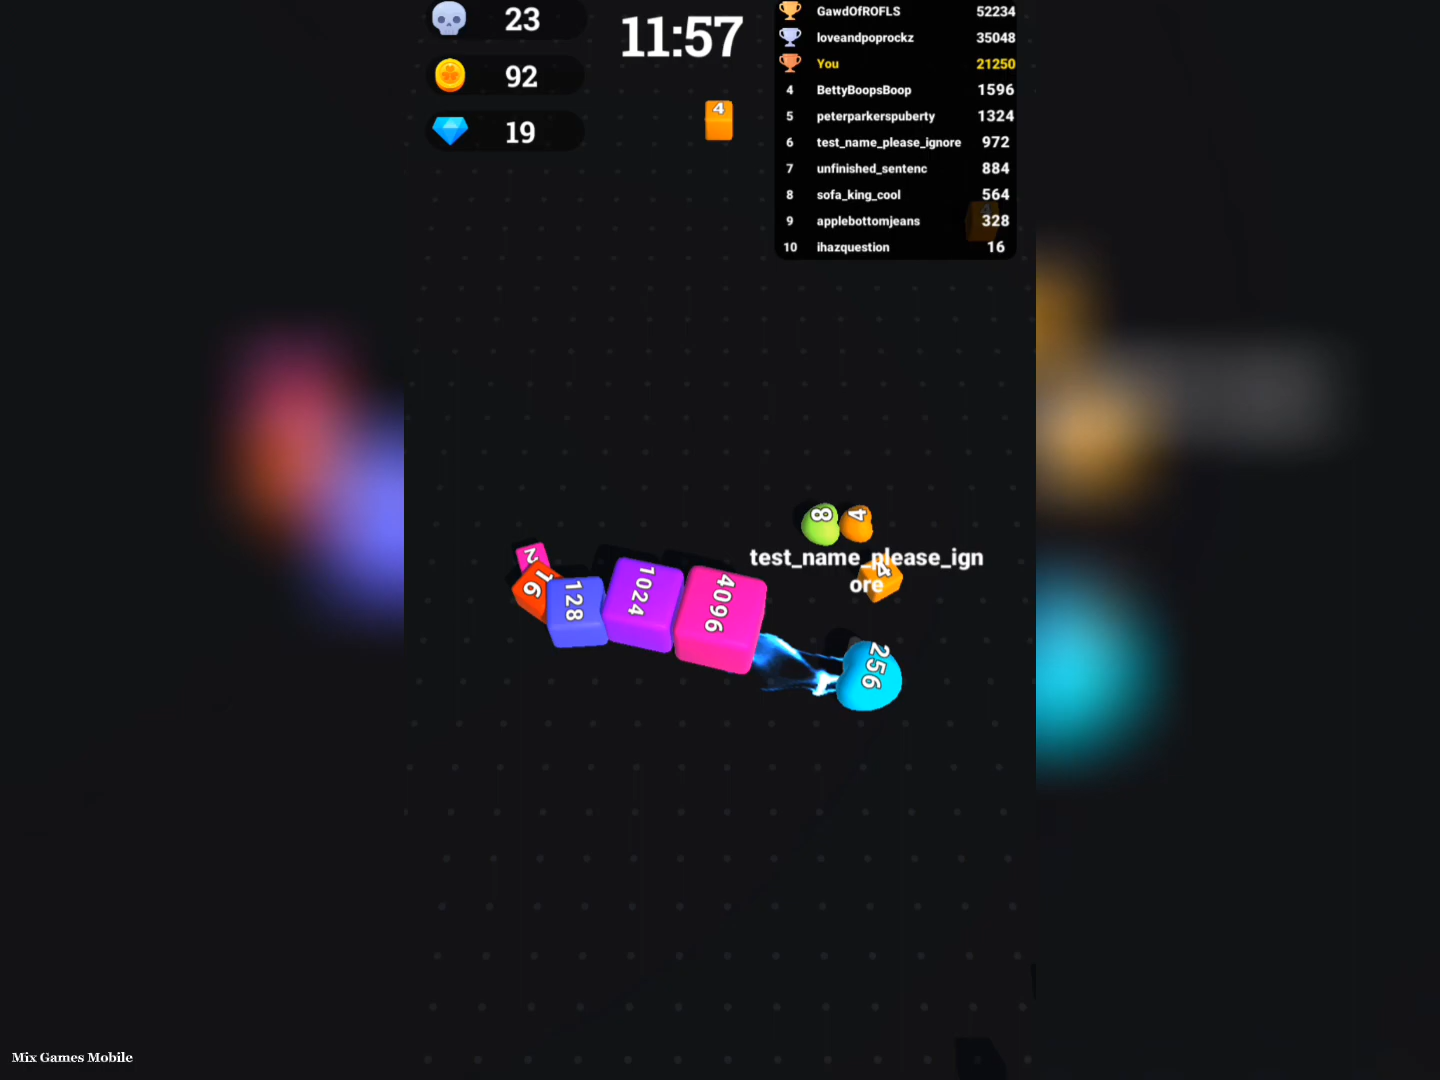 23
92
19
11:57
GawdOfROFLS 52234
loveandpoprockz 35048
You 21250
4 BettyBoopsBoop 1596
5 peterparkerspuberty 1324
6 test_name_please_ignore 972
7 unfinished_sentenc 884
8 sofa_king_cool 564
9 applebottomjeans 328
10 ihazquestion 16
4
8
4
test_name_please_ign
ore
4
2
16
128
1024
4096
256
Mix Games Mobile